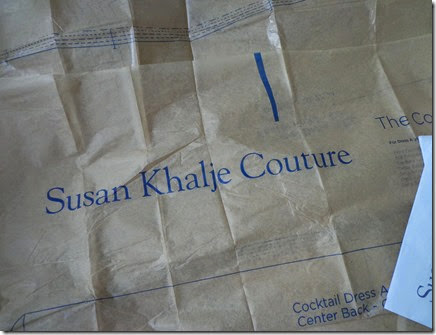 The Co
Susan Khalje Couture
Cocktail Dress A
Center Back -